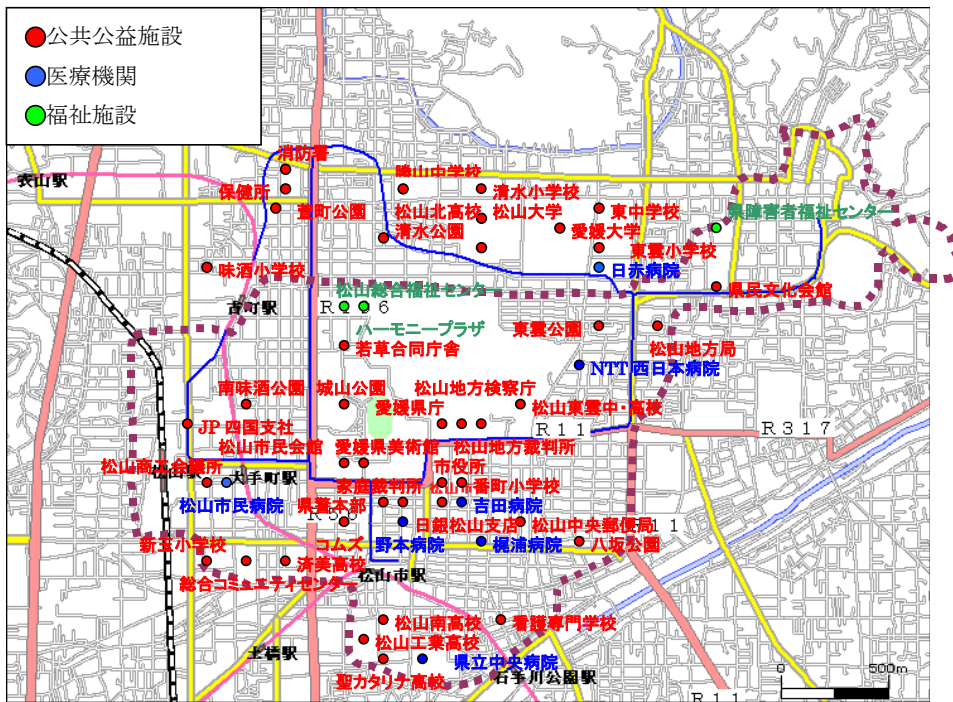 公共公益施設
医療機関
福祉施設
消防署
衣山駅
保健所
勝山中学校
清水小学校
萱町公園
松山北高校
松山大学
東中学校
県障害者福祉センター
清水公園
愛媛大学
東雲小学校
味酒小学校
日赤病院
松山総合福祉センター
県民文化会館
古町駅
ハーモニープラザ
東雲公園
若草合同庁舎
松山地方局
NTT西日本病院
南味酒公園
城山公園
松山地方検察庁
愛媛県庁
松山東雲中・高校
JP四国支社
R11
R317
松山市民会館
愛媛県美術館
松山地方裁判所
松山商工会議所
大手町駅
市役所
家庭裁判所
番町小学校
松山市民病院
県警本部
吉田病院
日銀松山支店
松山中央郵便局
新玉小学校
コムズ
野本病院
梶浦病院
八坂公園
済美高校
総合コミュニティセンター
松山市駅
松山南高校
看護専門学校
松山工業高校
土橋駅
県立中央病院
聖カタリナ高校
石手川公園駅
0
500m
R11